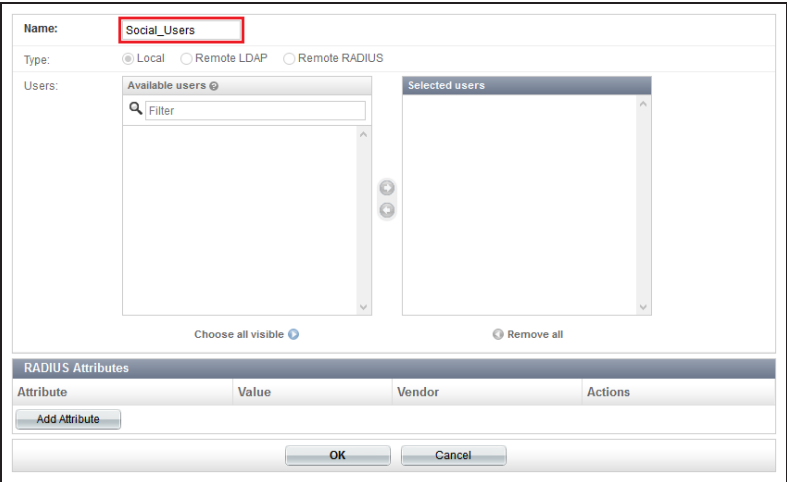 Name: Social_Users
Type: Local Remote LDAP Remote RADIUS
Users: Available users Selected users
Filter
Choose all visible Remove all
RADIUS Attributes
Attribute Value Vendor Actions
Add Attribute
OK Cancel